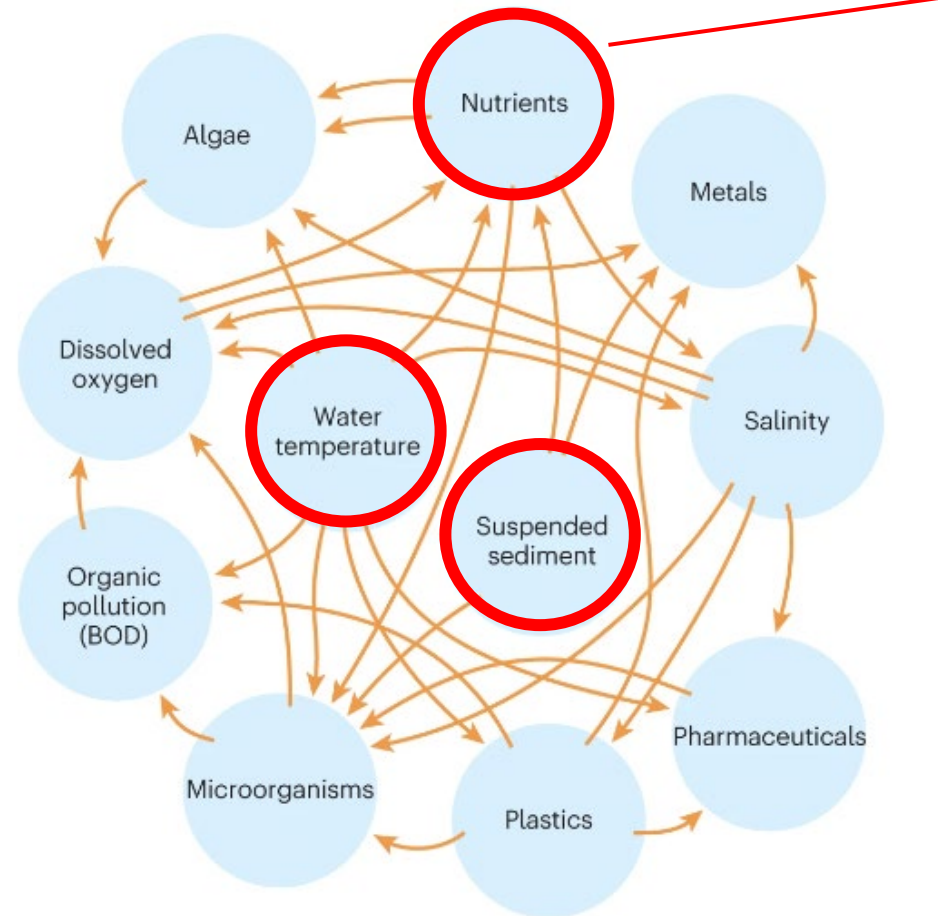 Nutrients
Algae
Metals
Dissolved
oxygen
Water
temperature
Salinity
Suspended
sediment
Organic
pollution
(BOD)
Pharmaceuticals
Microorganisms
Plastics